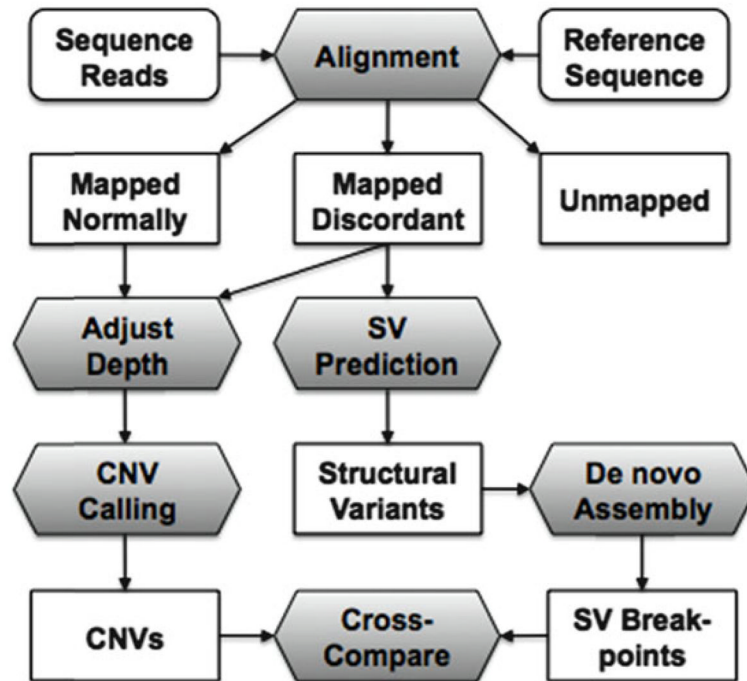 Sequence
Reads
Alignment
Reference
Sequence
Mapped
Normally
Mapped
Discordant
Unmapped
Adjust
Depth
SV
Prediction
CNV
Calling
Structural
Variants
De novo
Assembly
CNVs
Cross-
Compare
SV Break-
points